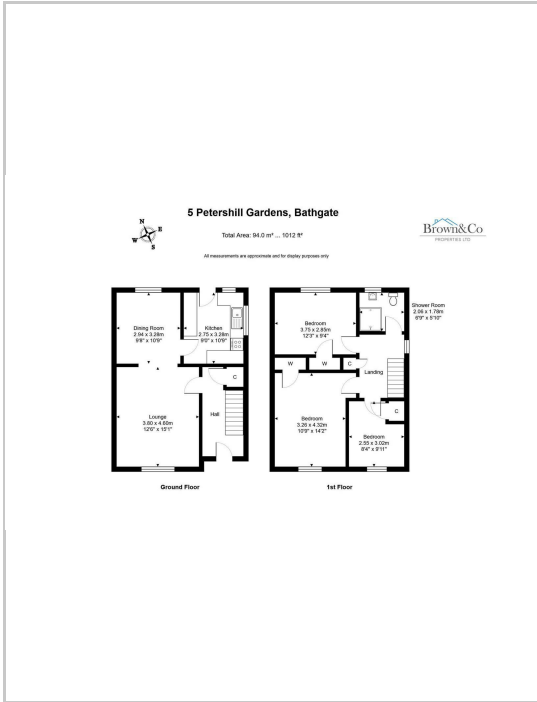 5 Petershill Gardens, Bathgate
N
E
W
S
Total Area: 94.0 m² ... 1012 ft²
All measurements are approximate and for display purposes only
Brown&Co
PROPERTIES LTD
Dining Room
2.94 x 3.28m
9'8" x 10'9"
Kitchen
2.75 x 3.28m
9'0" x 10'9"
C
Lounge
3.80 x 4.60m
12'6" x 15'1"
Hall
Ground Floor
Bedroom
3.75 x 2.85m
12'3" x 9'4"
Shower Room
2.06 x 1.78m
6'9" x 5'10"
W
W
C
Landing
Bedroom
3.26 x 4.32m
10'9" x 14'2"
C
Bedroom
2.55 x 3.02m
8'4" x 9'11"
1st Floor